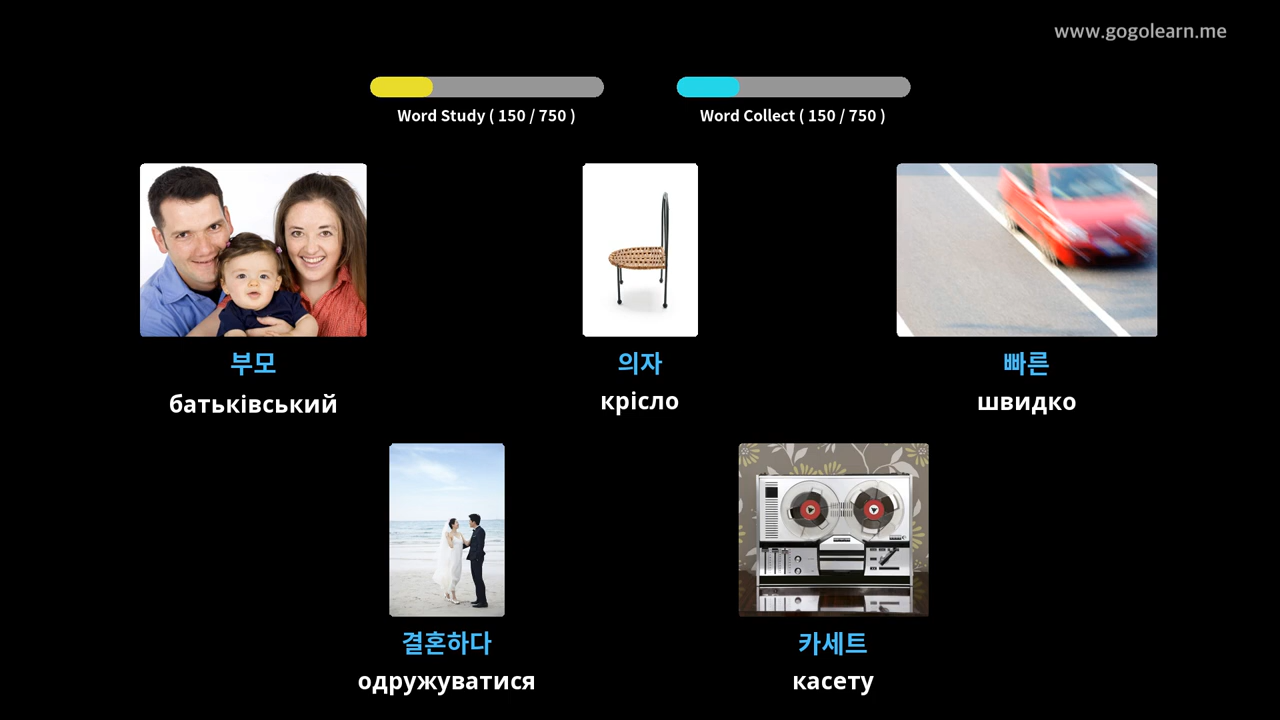 www.gogolearn.me
Word Study ( 150 / 750 )
Word Collect ( 150 / 750 )
부모
батьківський
의자
крісло
빠른
швидко
결혼하다
одружуватися
카세트
касету